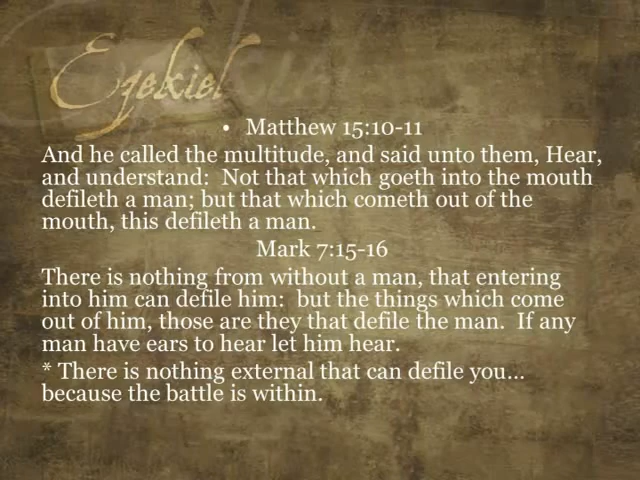 Ezekiel
• Matthew 15:10-11
And he called the multitude, and said unto them, Hear,
and understand:  Not that which goeth into the mouth
defileth a man; but that which cometh out of the
mouth, this defileth a man.
Mark 7:15-16
There is nothing from without a man, that entering
into him can defile him:  but the things which come
out of him, those are they that defile the man.  If any
man have ears to hear let him hear.
* There is nothing external that can defile you...
because the battle is within.